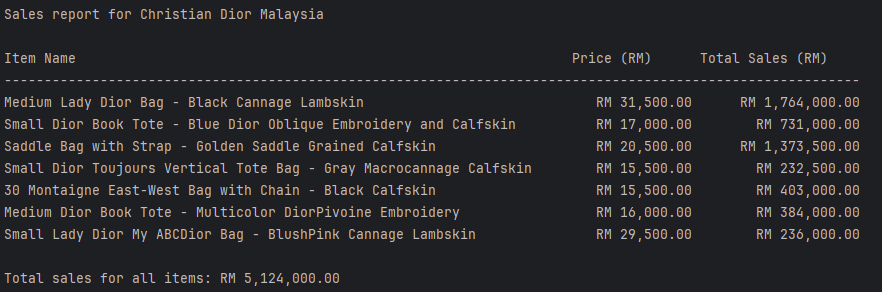 Sales report for Christian Dior Malaysia
Item Name Price (RM) Total Sales (RM)
-----------------------------------------------------------------------------------------------------------
Medium Lady Dior Bag - Black Cannage Lambskin RM 31,500.00 RM 1,764,000.00
Small Dior Book Tote - Blue Dior Oblique Embroidery and Calfskin RM 17,000.00 RM 731,000.00
Saddle Bag with Strap - Golden Saddle Grained Calfskin RM 20,500.00 RM 1,373,500.00
Small Dior Toujours Vertical Tote Bag - Gray Macrocannage Calfskin RM 15,500.00 RM 232,500.00
30 Montaigne East-West Bag with Chain - Black Calfskin RM 15,500.00 RM 403,000.00
Medium Dior Book Tote - Multicolor DiorPivoine Embroidery RM 16,000.00 RM 384,000.00
Small Lady Dior My ABCDior Bag - BlushPink Cannage Lambskin RM 29,500.00 RM 236,000.00
Total sales for all items: RM 5,124,000.00